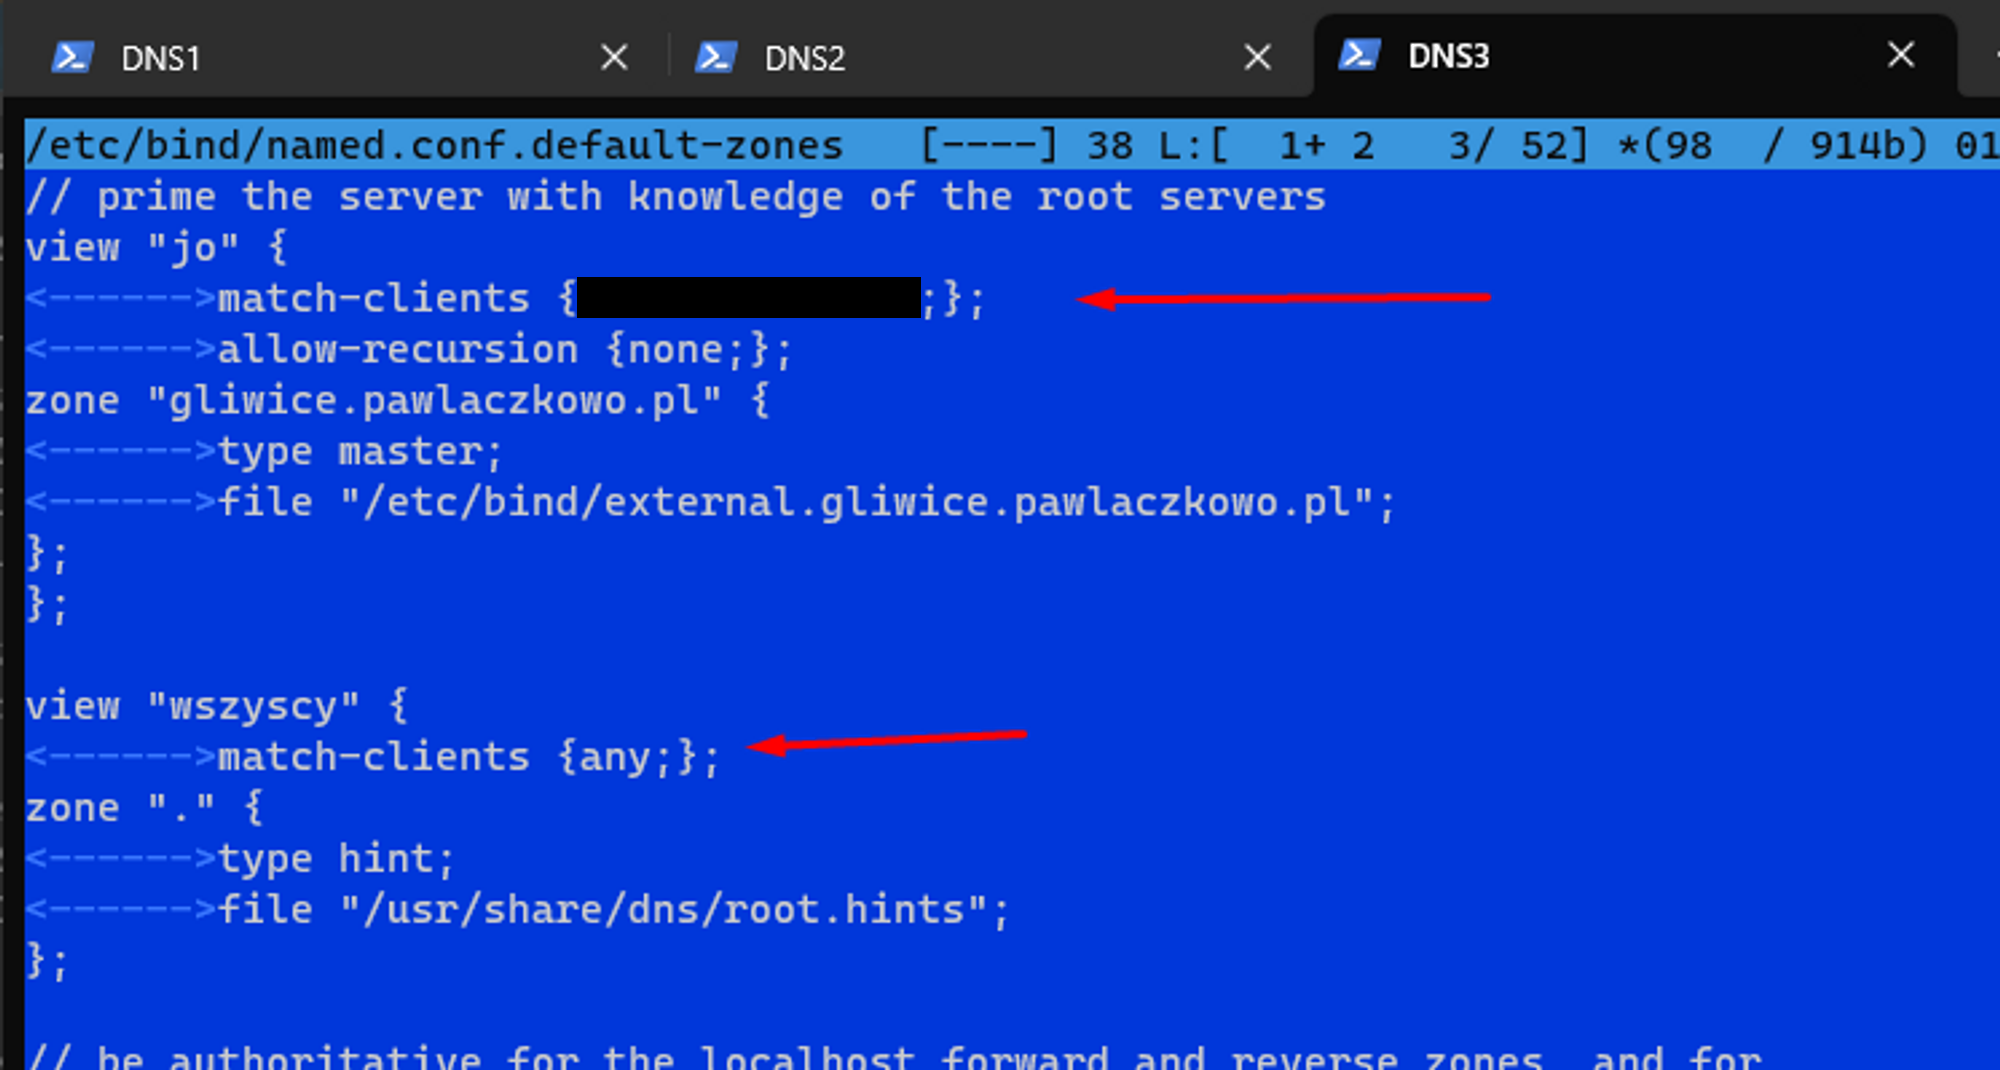 DNS1 DNS2 DNS3
/etc/bind/named.conf.default-zones [----] 38 L:[ 1+ 2 3/ 52] *(98 / 914b) 01
// prime the server with knowledge of the root servers
view "jo" {
<------>match-clients {;};
<------>allow-recursion {none;};
zone "gliwice.pawlaczkowo.pl" {
<------>type master;
<------>file "/etc/bind/external.gliwice.pawlaczkowo.pl";
};
};
view "wszyscy" {
<------>match-clients {any;};
zone "." {
<------>type hint;
<------>file "/usr/share/dns/root.hints";
};
// be authoritative for the localhost forward and reverse zones, and for